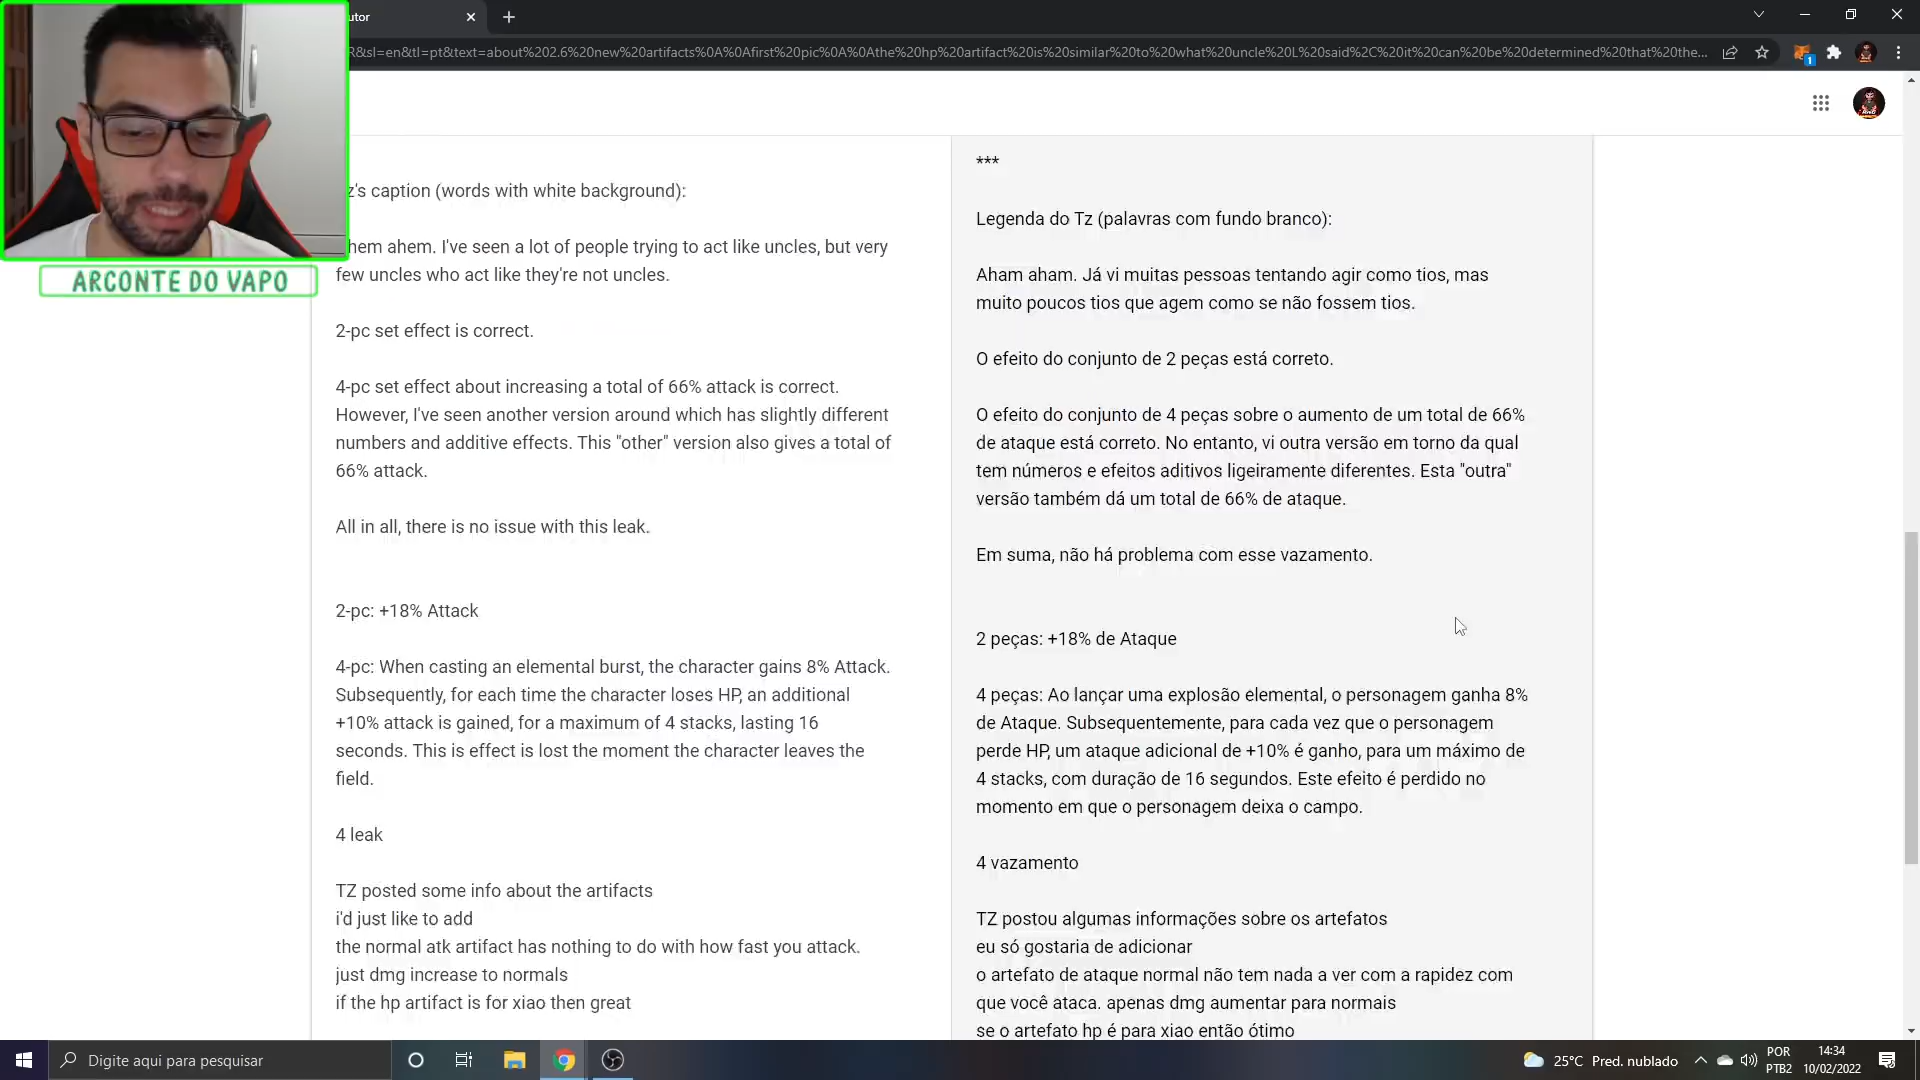 utor
R&sl=en&tl=pt&text=about%202.6%20new%20artifacts%0A%0Afirst%20pic%0A%0Athe%20hp%20artifact%20is%20similar%20to%20what%20uncle%20L%20said%2C%20it%20can%20be%20determined%20that%20the...
1
ARCONTE DO VAPO
z's caption (words with white background):
hem ahem. I've seen a lot of people trying to act like uncles, but very
few uncles who act like they're not uncles.
2-pc set effect is correct.
4-pc set effect about increasing a total of 66% attack is correct.
However, I've seen another version around which has slightly different
numbers and additive effects. This "other" version also gives a total of
66% attack.
All in all, there is no issue with this leak.
2-pc: +18% Attack
4-pc: When casting an elemental burst, the character gains 8% Attack.
Subsequently, for each time the character loses HP, an additional
+10% attack is gained, for a maximum of 4 stacks, lasting 16
seconds. This is effect is lost the moment the character leaves the
field.
4 leak
TZ posted some info about the artifacts
i'd just like to add
the normal atk artifact has nothing to do with how fast you attack.
just dmg increase to normals
if the hp artifact is for xiao then great
***
Legenda do Tz (palavras com fundo branco):
Aham aham. Já vi muitas pessoas tentando agir como tios, mas
muito poucos tios que agem como se não fossem tios.
O efeito do conjunto de 2 peças está correto.
O efeito do conjunto de 4 peças sobre o aumento de um total de 66%
de ataque está correto. No entanto, vi outra versão em torno da qual
tem números e efeitos aditivos ligeiramente diferentes. Esta "outra"
versão também dá um total de 66% de ataque.
Em suma, não há problema com esse vazamento.
2 peças: +18% de Ataque
4 peças: Ao lançar uma explosão elemental, o personagem ganha 8%
de Ataque. Subsequentemente, para cada vez que o personagem
perde HP, um ataque adicional de +10% é ganho, para um máximo de
4 stacks, com duração de 16 segundos. Este efeito é perdido no
momento em que o personagem deixa o campo.
4 vazamento
TZ postou algumas informações sobre os artefatos
eu só gostaria de adicionar
o artefato de ataque normal não tem nada a ver com a rapidez com
que você ataca. apenas dmg aumentar para normais
se o artefato hp é para xiao então ótimo
Digite aqui para pesquisar
25°C Pred. nublado
POR
PTB2
14:34
10/02/2022